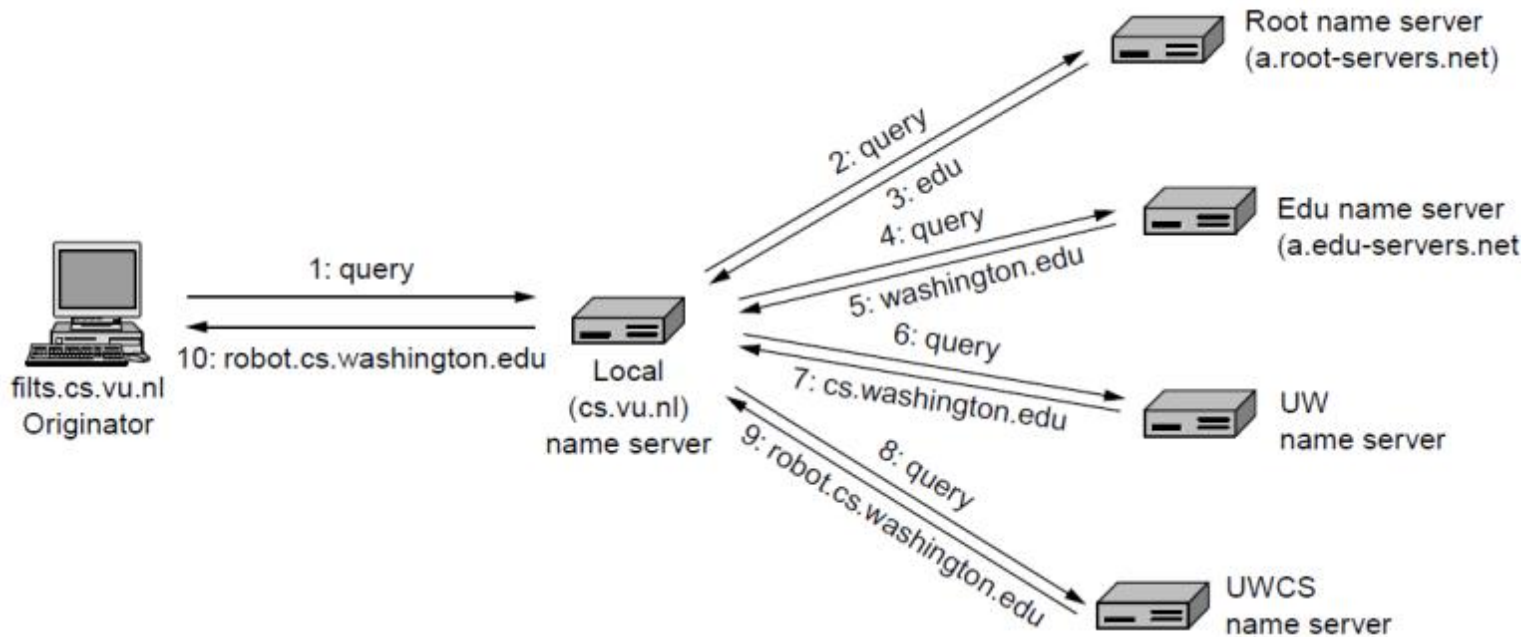 Root name server
(a.root-servers.net)
2: query
3: edu
Edu name server
(a.edu-servers.net
4: query
5: washington.edu
1: query
10: robot.cs.washington.edu
filts.cs.vu.nl
Originator
Local
(cs.vu.nl)
name server
6: query
7: cs.washington.edu
UW
name server
8: query
9: robot.cs.washington.edu
UWCS
name server